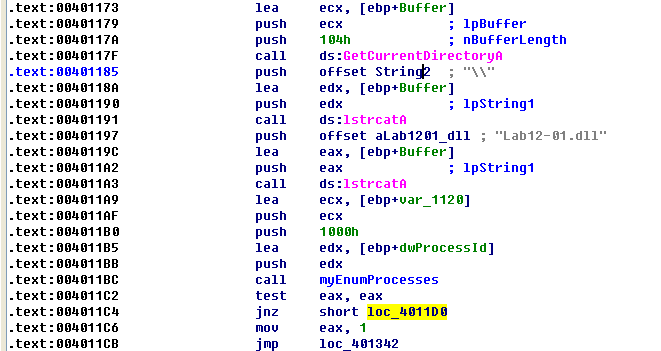 .text:00401173 lea ecx, [ebp+Buffer]
.text:00401179 push ecx ; lpBuffer
.text:0040117A push 104h ; nBufferLength
.text:0040117F call ds:GetCurrentDirectoryA
.text:00401185 push offset String2 ; "\\"
.text:0040118A lea edx, [ebp+Buffer]
.text:00401190 push edx ; lpString1
.text:00401191 call ds:lstrcatA
.text:00401197 push offset aLab1201_dll ; "Lab12-01.dll"
.text:0040119C lea eax, [ebp+Buffer]
.text:004011A2 push eax ; lpString1
.text:004011A3 call ds:lstrcatA
.text:004011A9 lea ecx, [ebp+var_1120]
.text:004011AF push ecx
.text:004011B0 push 1000h
.text:004011B5 lea edx, [ebp+dwProcessId]
.text:004011BB push edx
.text:004011BC call myEnumProcesses
.text:004011C2 test eax, eax
.text:004011C4 jnz short loc_4011D0
.text:004011C6 mov eax, 1
.text:004011CB jmp loc_401342